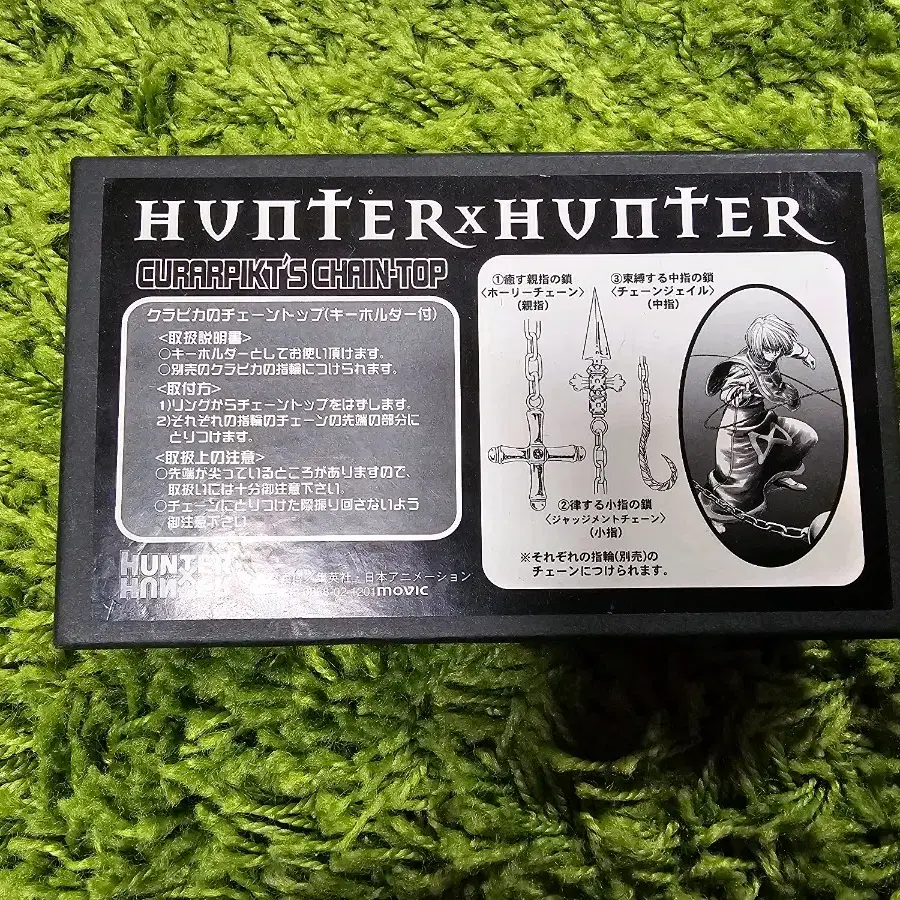 HUNTER×HUNTER
CURARPIKT'S CHAIN-TOP
クラピカのチェーントップ(キーホルダー付)
<取扱説明書>
○キーホルダーとしてお使い頂けます。
○別売のクラピカの指輪につけられます。
<取付方>
1)リングからチェーントップをはずします。
2)それぞれの指輪のチェーンの先端の部分に
とりつけます。
<取扱上の注意>
○先端が尖っているところがありますので、
取扱いには十分御注意下さい。
○チェーンにとりつけた際振り回さないよう
御注意下さい。
①癒す親指の鎖
〈ホーリーチェーン〉
(親指)
③束縛する中指の鎖
〈チェーンジェイル〉
(中指)
②律する小指の鎖
〈ジャッジメントチェーン〉
(小指)
※それぞれの指輪(別売)の
チェーンにつけられます。
HUNTER
HUNTER
集英社・日本アニメーション
movic